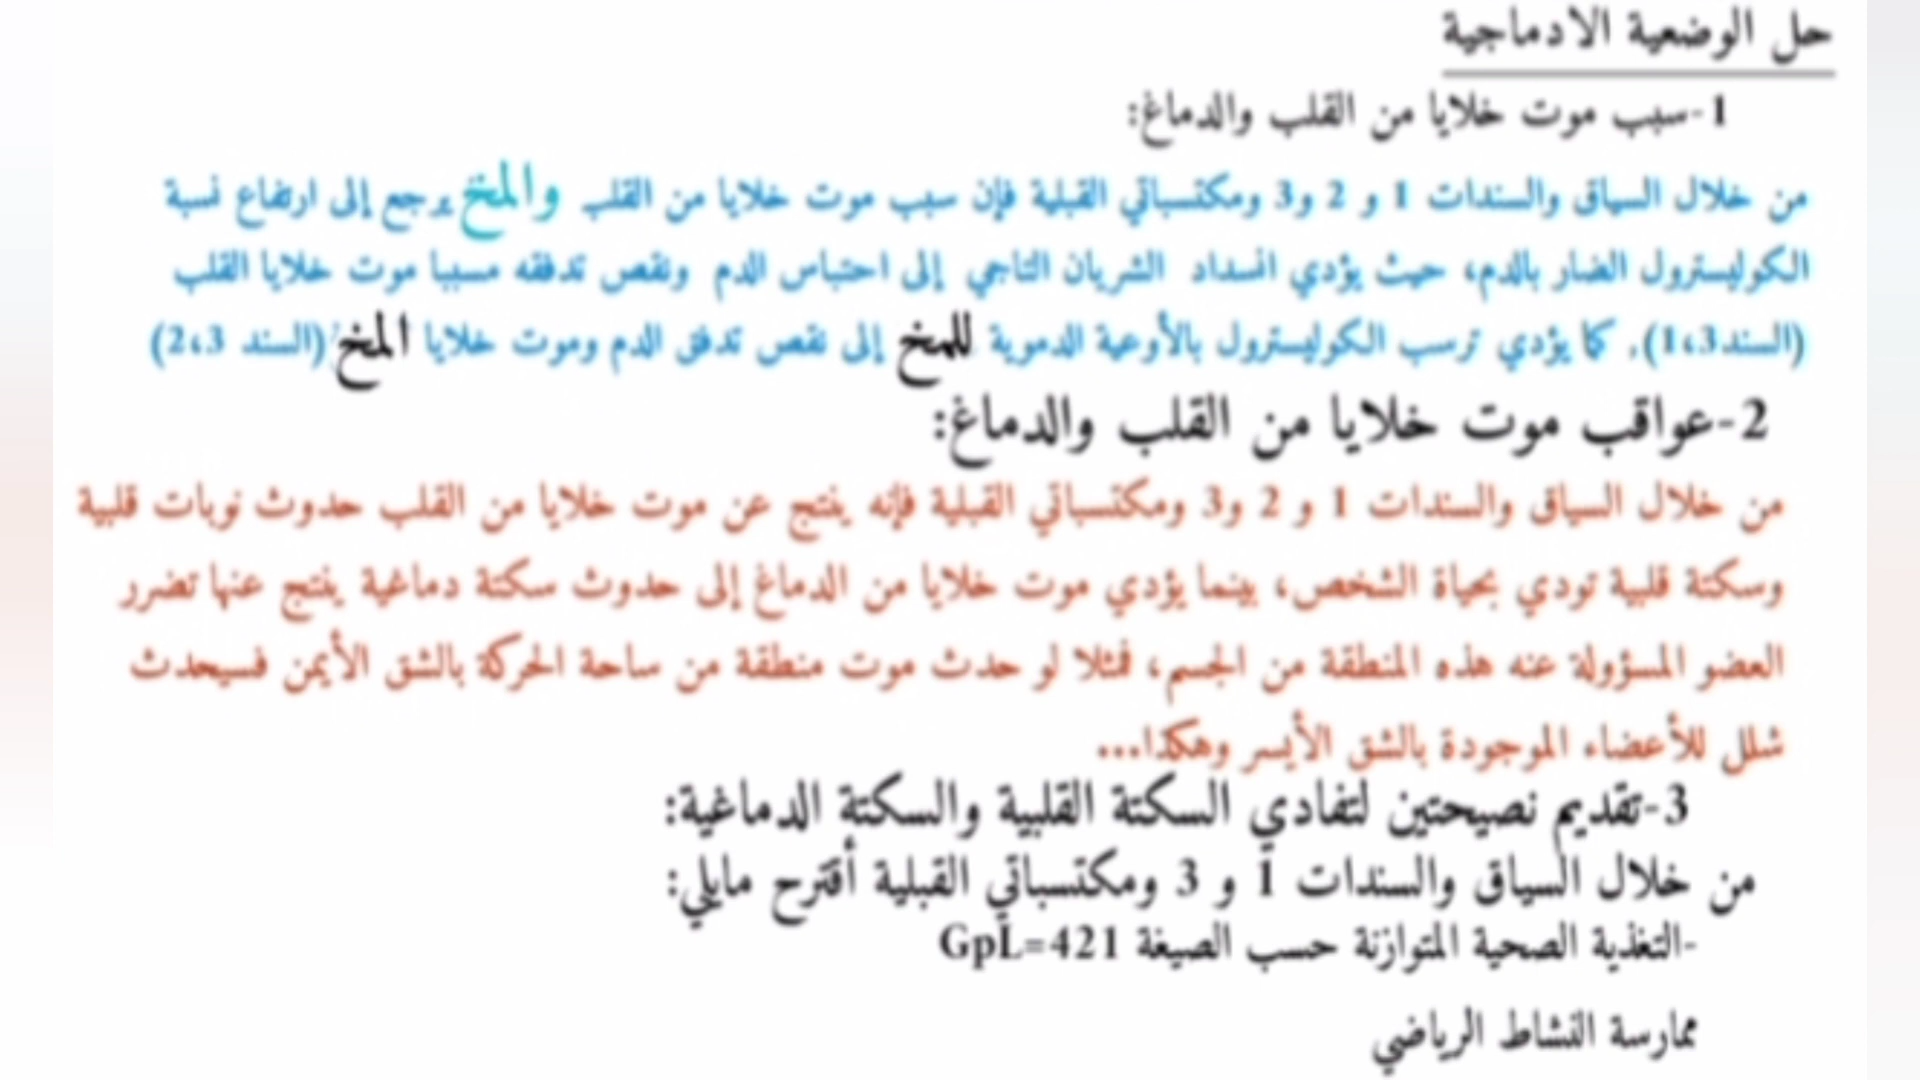 حل الوضعية الادماجية
1-سبب موت خلايا من القلب والدماغ:
من خلال السياق والسندات 1 و 2 و3 ومكتسباتي القبلية فإن سبب موت خلايا من القلب والمخ يرجع إلى ارتفاع نسبة
الكوليسترول الضار بالدم، حيث يؤدي انسداد الشريان التاجي إلى احتباس الدم ونقص تدفقه مسببا موت خلايا القلب
(السند1،3). كما يؤدي ترسب الكوليسترول بالأوعية الدموية للمخ إلى نقص تدفق الدم وموت خلايا المخ (السند 2،3)
2-عواقب موت خلايا من القلب والدماغ:
من خلال السياق والسندات 1 و 2 و3 ومكتسباتي القبلية فإنه ينتج عن موت خلايا من القلب حدوث نوبات قلبية
وسكتة قلبية تودي بحياة الشخص، بينما يؤدي موت خلايا من الدماغ إلى حدوث سكتة دماغية ينتج عنها تضرر
العضو المسؤولة عنه هذه المنطقة من الجسم، فمثلا لو حدث موت منطقة من ساحة الحركة بالشق الأيمن فسيحدث
شلل للأعضاء الموجودة بالشق الأيسر وهكذا...
3-تقديم نصيحتين لتفادي السكتة القلبية والسكتة الدماغية:
من خلال السياق والسندات 1 و 3 ومكتسباتي القبلية أقترح مايلي:
-التغذية الصحية المتوازنة حسب الصيغة GpL=421
ممارسة النشاط الرياضي